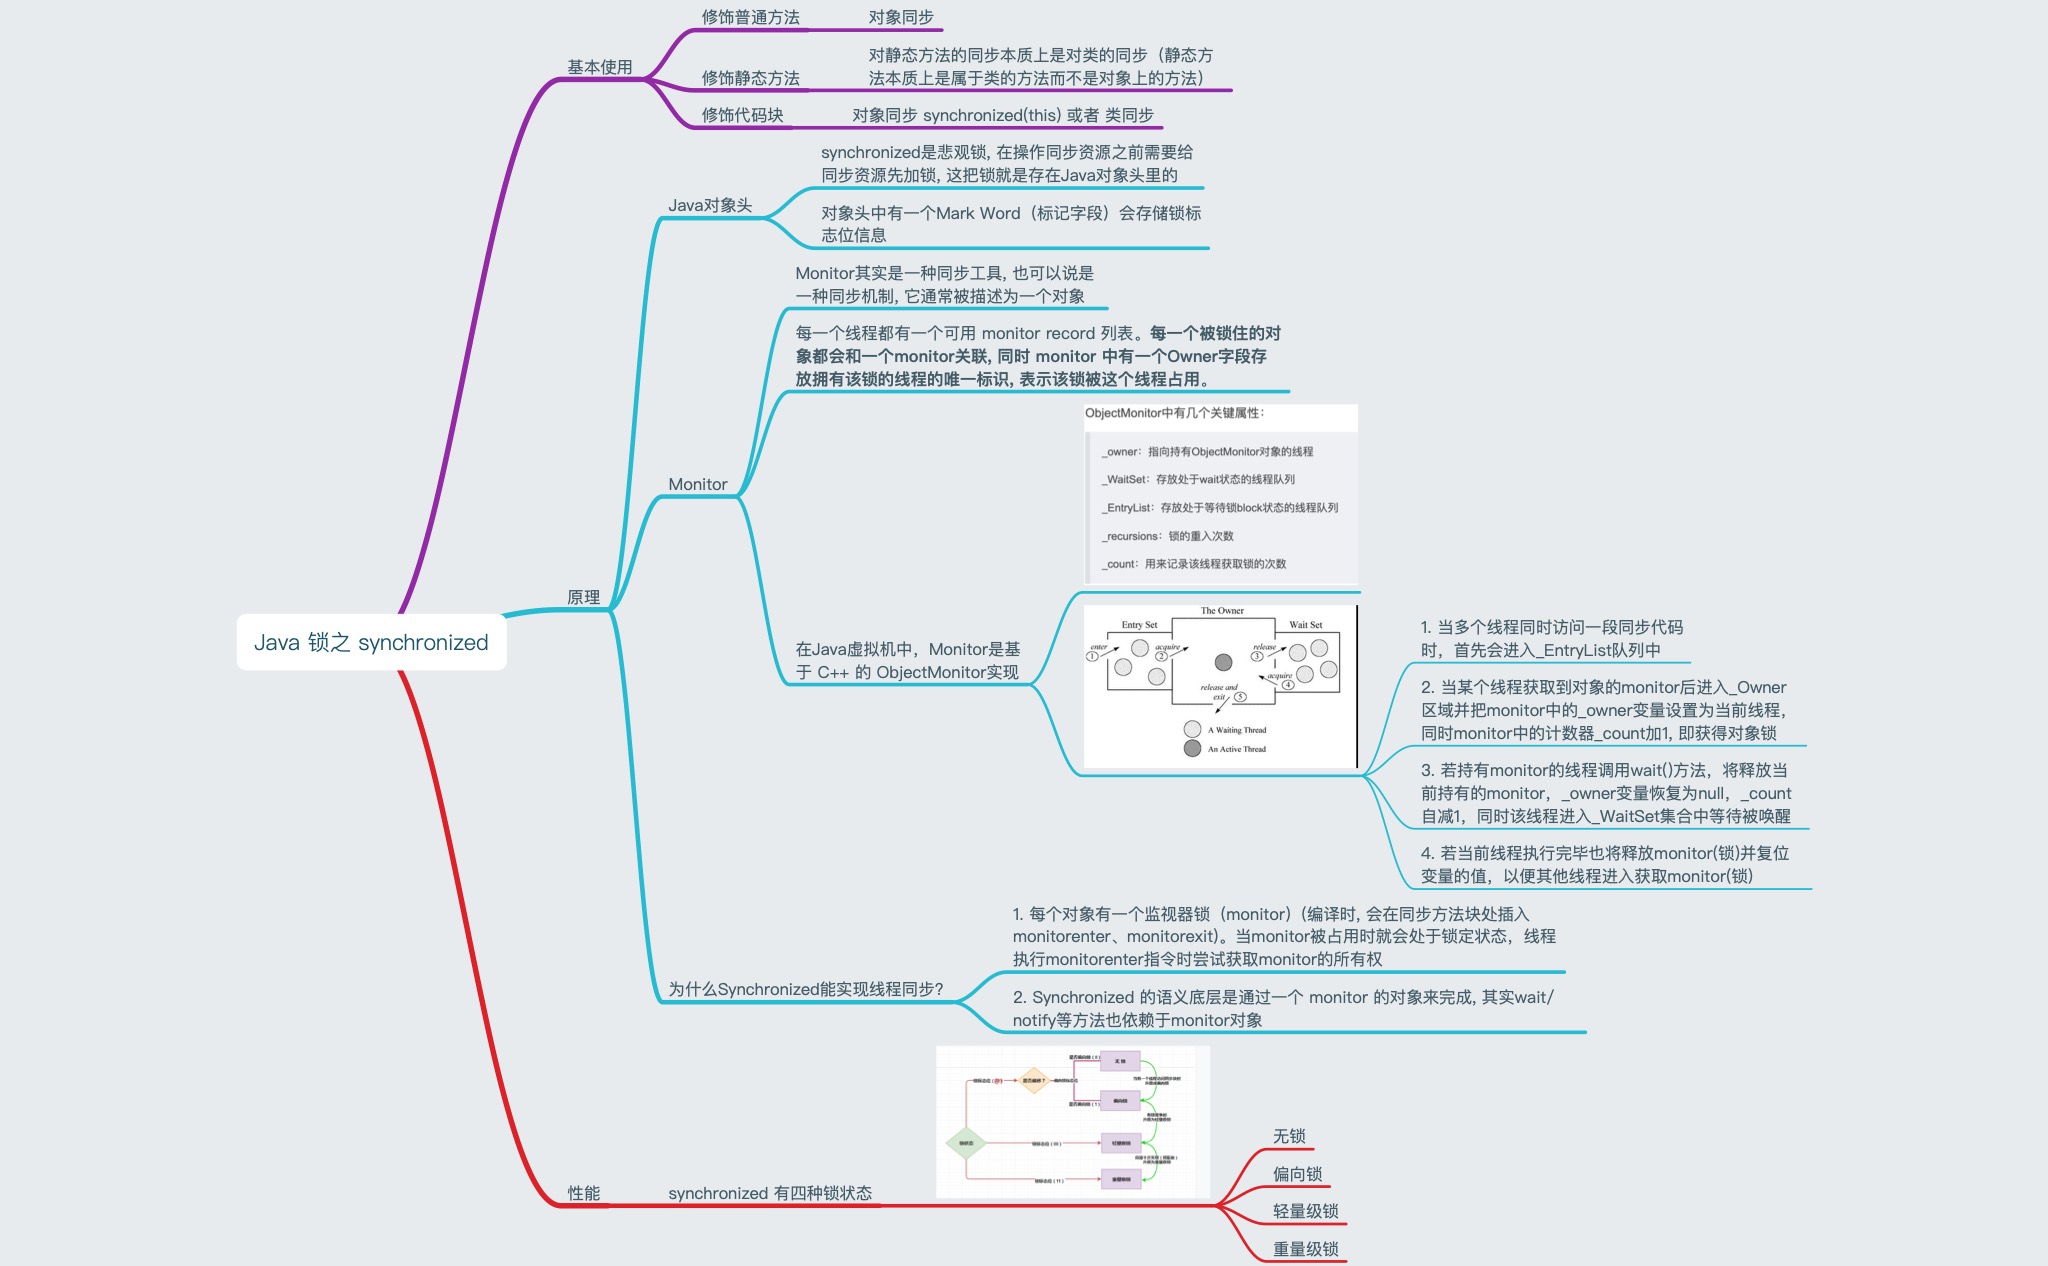 修饰普通方法
对象同步
基本使用
修饰静态方法
对静态方法的同步本质上是对类的同步（静态方
法本质上是属于类的方法而不是对象上的方法）
修饰代码块
对象同步 synchronized(this) 或者 类同步
Java对象头
synchronized是悲观锁, 在操作同步资源之前需要给
同步资源先加锁, 这把锁就是存在Java对象头里的
对象头中有一个Mark Word（标记字段）会存储锁标
志位信息
Monitor其实是一种同步工具, 也可以说是
一种同步机制, 它通常被描述为一个对象
每一个线程都有一个可用 monitor record 列表。每一个被锁住的对
象都会和一个monitor关联, 同时 monitor 中有一个Owner字段存
放拥有该锁的线程的唯一标识, 表示该锁被这个线程占用。
Monitor
ObjectMonitor中有几个关键属性：
_owner：指向持有ObjectMonitor对象的线程
_WaitSet：存放处于wait状态的线程队列
_EntryList：存放处于等待锁block状态的线程队列
_recursions：锁的重入次数
_count：用来记录该线程获取锁的次数
原理
Java 锁之 synchronized
在Java虚拟机中，Monitor是基
于 C++ 的 ObjectMonitor实现
The Owner
Entry Set
Wait Set
enter
1
acquire
2
release
3
acquire
4
release and
exit
5
A Waiting Thread
An Active Thread
1. 当多个线程同时访问一段同步代码
时，首先会进入_EntryList队列中
2. 当某个线程获取到对象的monitor后进入_Owner
区域并把monitor中的_owner变量设置为当前线程，
同时monitor中的计数器_count加1, 即获得对象锁
3. 若持有monitor的线程调用wait()方法，将释放当
前持有的monitor，_owner变量恢复为null，_count
自减1，同时该线程进入_WaitSet集合中等待被唤醒
4. 若当前线程执行完毕也将释放monitor(锁)并复位
变量的值，以便其他线程进入获取monitor(锁)
为什么Synchronized能实现线程同步?
1. 每个对象有一个监视器锁（monitor）(编译时, 会在同步方法块处插入
monitorenter、monitorexit)。当monitor被占用时就会处于锁定状态，线程
执行monitorenter指令时尝试获取monitor的所有权
2. Synchronized 的语义底层是通过一个 monitor 的对象来完成, 其实wait/
notify等方法也依赖于monitor对象
性能
synchronized 有四种锁状态
是否偏向锁（0）
无 锁
偏向锁
是否偏向锁（1）
锁状态
锁标志位（00）
轻量级锁
锁标志位（11）
重量级锁
无锁
偏向锁
轻量级锁
重量级锁